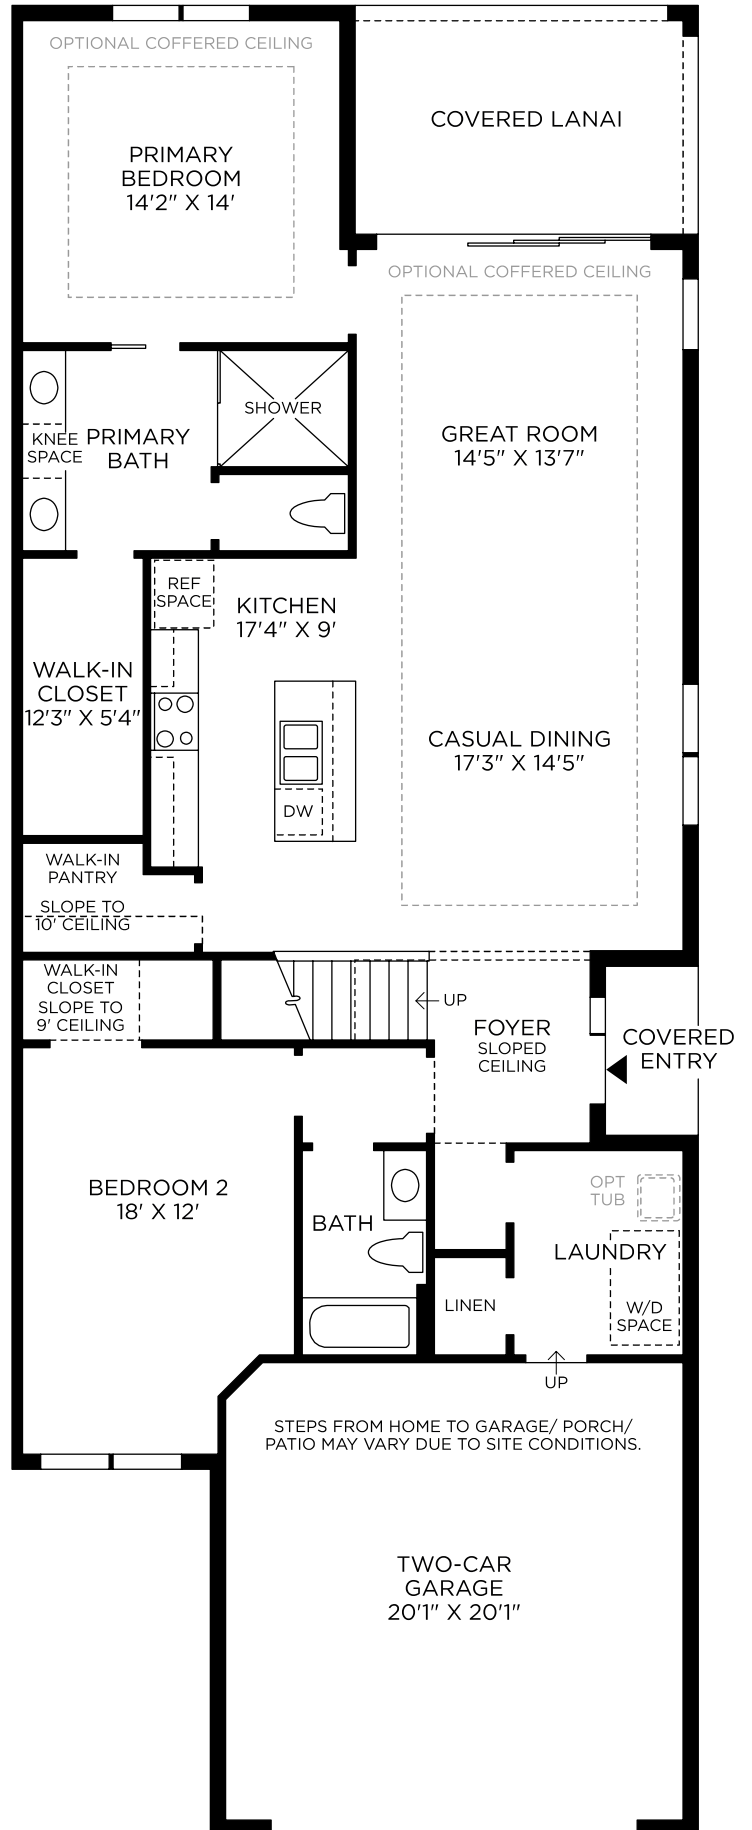 OPTIONAL COFFERED CEILING
PRIMARY
BEDROOM
14'2" X 14'
COVERED LANAI
OPTIONAL COFFERED CEILING
SHOWER
KNEE
SPACE
PRIMARY
BATH
GREAT ROOM
14'5" X 13'7"
REF
SPACE
KITCHEN
17'4" X 9'
WALK-IN
CLOSET
12'3" X 5'4"
CASUAL DINING
17'3" X 14'5"
DW
WALK-IN
PANTRY
SLOPE TO
10' CEILING
WALK-IN
CLOSET
SLOPE TO
9' CEILING
UP
FOYER
SLOPED
CEILING
COVERED
ENTRY
BEDROOM 2
18' X 12'
BATH
OPT
TUB
LAUNDRY
LINEN
W/D
SPACE
UP
STEPS FROM HOME TO GARAGE/ PORCH/
PATIO MAY VARY DUE TO SITE CONDITIONS.
TWO-CAR
GARAGE
20'1" X 20'1"